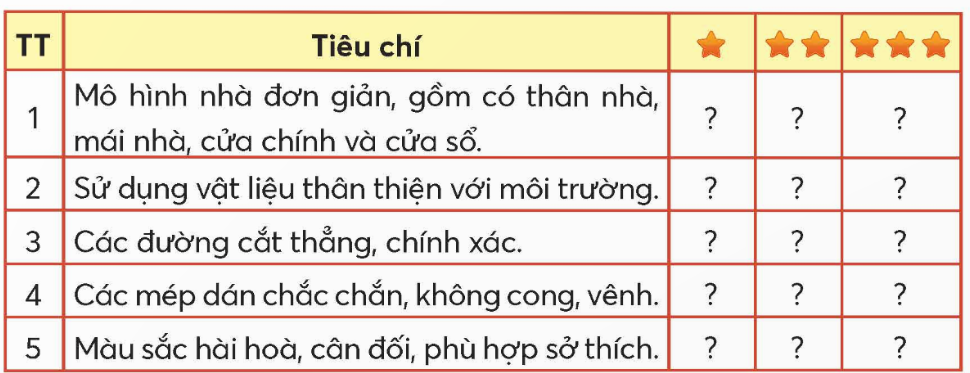 TT Tiêu chí
1 Mô hình nhà đơn giản, gồm có thân nhà, ? ? ?
mái nhà, cửa chính và cửa sổ.
2 Sử dụng vật liệu thân thiện với môi trường. ? ? ?
3 Các đường cắt thẳng, chính xác. ? ? ?
4 Các mép dán chắc chắn, không cong, vênh. ? ? ?
5 Màu sắc hài hoà, cân đối, phù hợp sở thích. ? ? ?